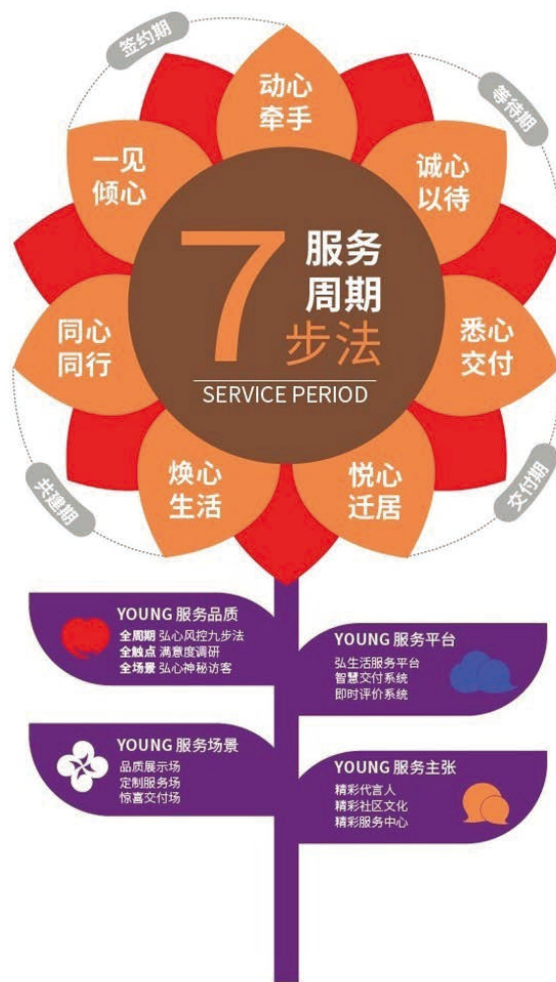 签约期
动心
牵手
等待期
一见
倾心
诚心
以待
7
服务
周期
步法
SERVICE PERIOD
同心
同行
悉心
交付
焕心
生活
悦心
迁居
共建期
交付期
YOUNG 服务品质
全周期 弘心风控九步法
全触点 满意度调研
全场景 弘心神秘访客
YOUNG 服务平台
弘生活服务平台
智慧交付系统
即时评价系统
YOUNG 服务场景
品质展示场
定制服务场
惊喜交付场
YOUNG 服务主张
精彩代言人
精彩社区文化
精彩服务中心